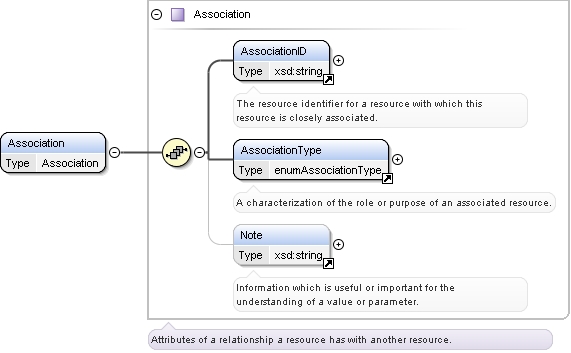 Association
AssociationID
Type xsd:string
The resource identifier for a resource with which this
resource is closely associated.
Association
Type Association
AssociationType
Type enumAssociationType
A characterization of the role or purpose of an associated resource.
Note
Type xsd:string
Information which is useful or important for the
understanding of a value or parameter.
Attributes of a relationship a resource has with another resource.